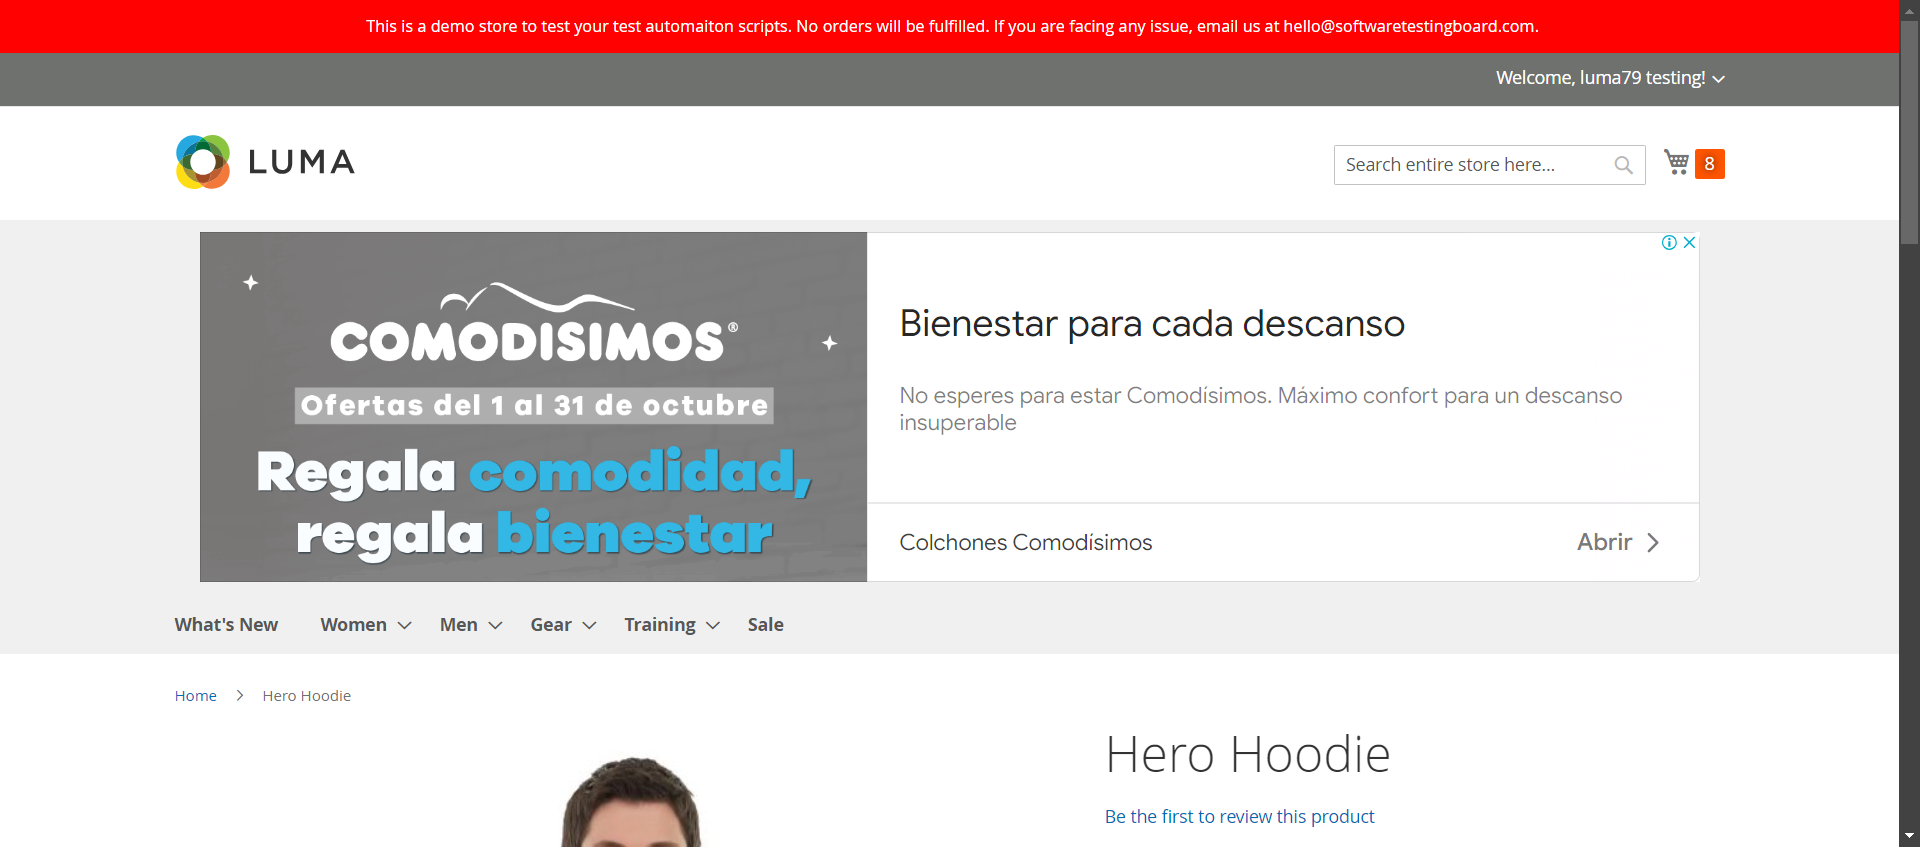 This is a demo store to test your test automaiton scripts. No orders will be fulfilled. If you are facing any issue, email us at hello@softwaretestingboard.com.
Welcome, luma79 testing!
LUMA
Search entire store here...
8
COMODISIMOS®
Ofertas del 1 al 31 de octubre
Regala comodidad,
regala bienestar
Bienestar para cada descanso
No esperes para estar Comodísimos. Máximo confort para un descanso
insuperable
Colchones Comodísimos
Abrir
What's New Women Men Gear Training Sale
Home Hero Hoodie
Hero Hoodie
Be the first to review this product